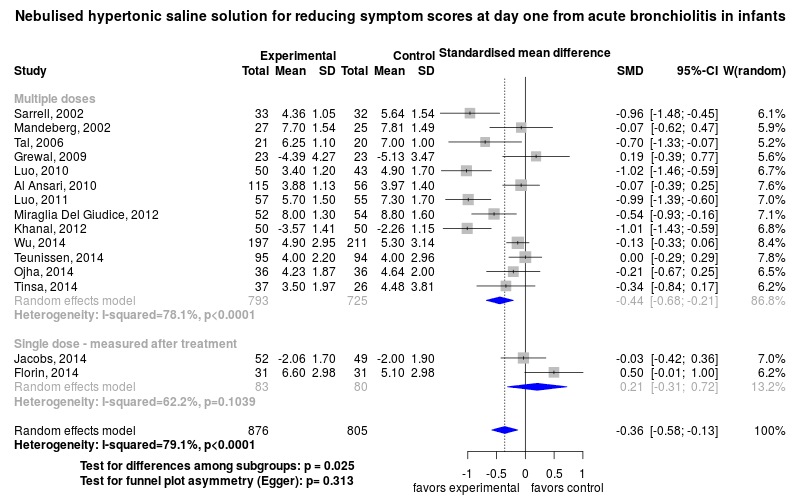 Nebulised hypertonic saline solution for reducing symptom scores at day one from acute bronchiolitis in infants
Experimental Control Standardised mean difference
Study Total Mean SD Total Mean SD SMD 95%-CI W(random)
Multiple doses
Sarrell, 2002 33 4.36 1.05 32 5.64 1.54 -0.96 [-1.48; -0.45] 6.1%
Mandeberg, 2002 27 7.70 1.54 25 7.81 1.49 -0.07 [-0.62; 0.47] 5.9%
Tal, 2006 21 6.25 1.10 20 7.00 1.00 -0.70 [-1.33; -0.07] 5.2%
Grewal, 2009 23 -4.39 4.27 23 -5.13 3.47 0.19 [-0.39; 0.77] 5.6%
Luo, 2010 50 3.40 1.20 43 4.90 1.70 -1.02 [-1.46; -0.59] 6.7%
Al Ansari, 2010 115 3.88 1.13 56 3.97 1.40 -0.07 [-0.39; 0.25] 7.6%
Luo, 2011 57 5.70 1.50 55 7.30 1.70 -0.99 [-1.39; -0.60] 7.0%
Miraglia Del Giudice, 2012 52 8.00 1.30 54 8.80 1.60 -0.54 [-0.93; -0.16] 7.1%
Khanal, 2012 50 -3.57 1.41 50 -2.26 1.15 -1.01 [-1.43; -0.59] 6.8%
Wu, 2014 197 4.90 2.95 211 5.30 3.14 -0.13 [-0.33; 0.06] 8.4%
Teunissen, 2014 95 4.00 2.20 94 4.00 2.96 0.00 [-0.29; 0.29] 7.8%
Ojha, 2014 36 4.23 1.87 36 4.64 2.00 -0.21 [-0.67; 0.25] 6.5%
Tinsa, 2014 37 3.50 1.97 26 4.48 3.81 -0.34 [-0.84; 0.17] 6.2%
Random effects model 793 725 -0.44 [-0.68; -0.21] 86.8%
Heterogeneity: I-squared=78.1%, p<0.0001
Single dose - measured after treatment
Jacobs, 2014 52 -2.06 1.70 49 -2.00 1.90 -0.03 [-0.42; 0.36] 7.0%
Florin, 2014 31 6.60 2.98 31 5.10 2.98 0.50 [-0.01; 1.00] 6.2%
Random effects model 83 80 0.21 [-0.31; 0.72] 13.2%
Heterogeneity: I-squared=62.2%, p=0.1039
Random effects model 876 805 -0.36 [-0.58; -0.13] 100%
Heterogeneity: I-squared=79.1%, p<0.0001
Test for differences among subgroups: p = 0.025
Test for funnel plot asymmetry (Egger): p= 0.313
-1 -0.5 0 0.5 1
favors experimental favors control